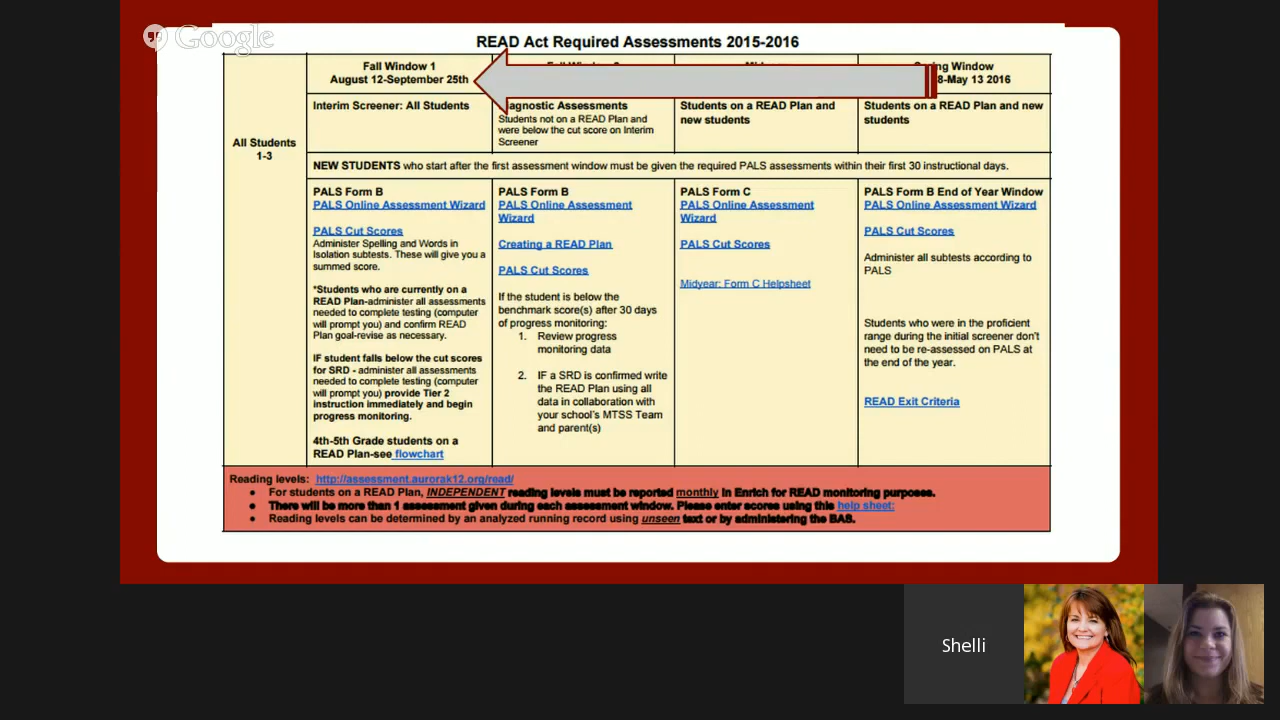 Google
READ Act Required Assessments 2015-2016
Fall Window 1
August 12-September 25th
Window
8-May 13 2016
All Students
1-3
Interim Screener: All Students
Assessments
Students not on a READ Plan and
were below the cut score on Interim
Screener
Students on a READ Plan and
new students
Students on a READ Plan and new
students
NEW STUDENTS who start after the first assessment window must be given the required PALS assessments within their first 30 instructional days.
PALS Form B
PALS Online Assessment Wizard
PALS Cut Scores
Administer Spelling and Words in
Isolation subtests. These will give you a
summed score.
*Students who are currently on a
READ Plan-administer all assessments
needed to complete testing (computer
will prompt you) and confirm READ
Plan goal-revise as necessary.
IF student falls below the cut scores
for SRD - administer all assessments
needed to complete testing (computer
will prompt you) provide Tier 2
instruction immediately and begin
progress monitoring.
4th-5th Grade students on a
READ Plan-see flowchart
PALS Form B
PALS Online Assessment
Wizard
Creating a READ Plan
PALS Cut Scores
If the student is below the
benchmark score(s) after 30 days
of progress monitoring:
1. Review progress
monitoring data
2. IF a SRD is confirmed write
the READ Plan using all
data in collaboration with
your school's MTSS Team
and parent(s)
PALS Form C
PALS Online Assessment
Wizard
PALS Cut Scores
Midyear: Form C Helpsheet
PALS Form B End of Year Window
PALS Online Assessment Wizard
PALS Cut Scores
Administer all subtests according to
PALS
Students who were in the proficient
range during the initial screener don't
need to be re-assessed on PALS at
the end of the year.
READ Exit Criteria
Reading levels: http://assessment.aurorak12.org/read/
● For students on a READ Plan, INDEPENDENT reading levels must be reported monthly in Enrich for READ monitoring purposes.
● There will be more than 1 assessment given during each assessment window. Please enter scores using this help sheet:
● Reading levels can be determined by an analyzed running record using unseen text or by administering the BAS.
Shelli